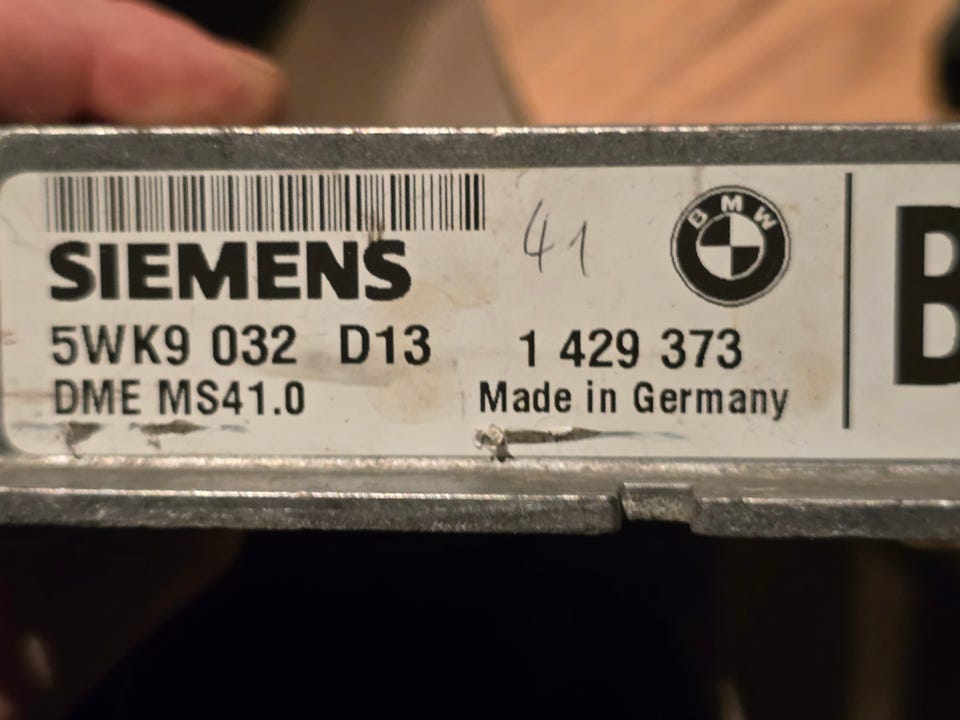 SIEMENS
41
BMW
5WK9 032 D13
1 429 373
DME MS41.0
Made in Germany
B